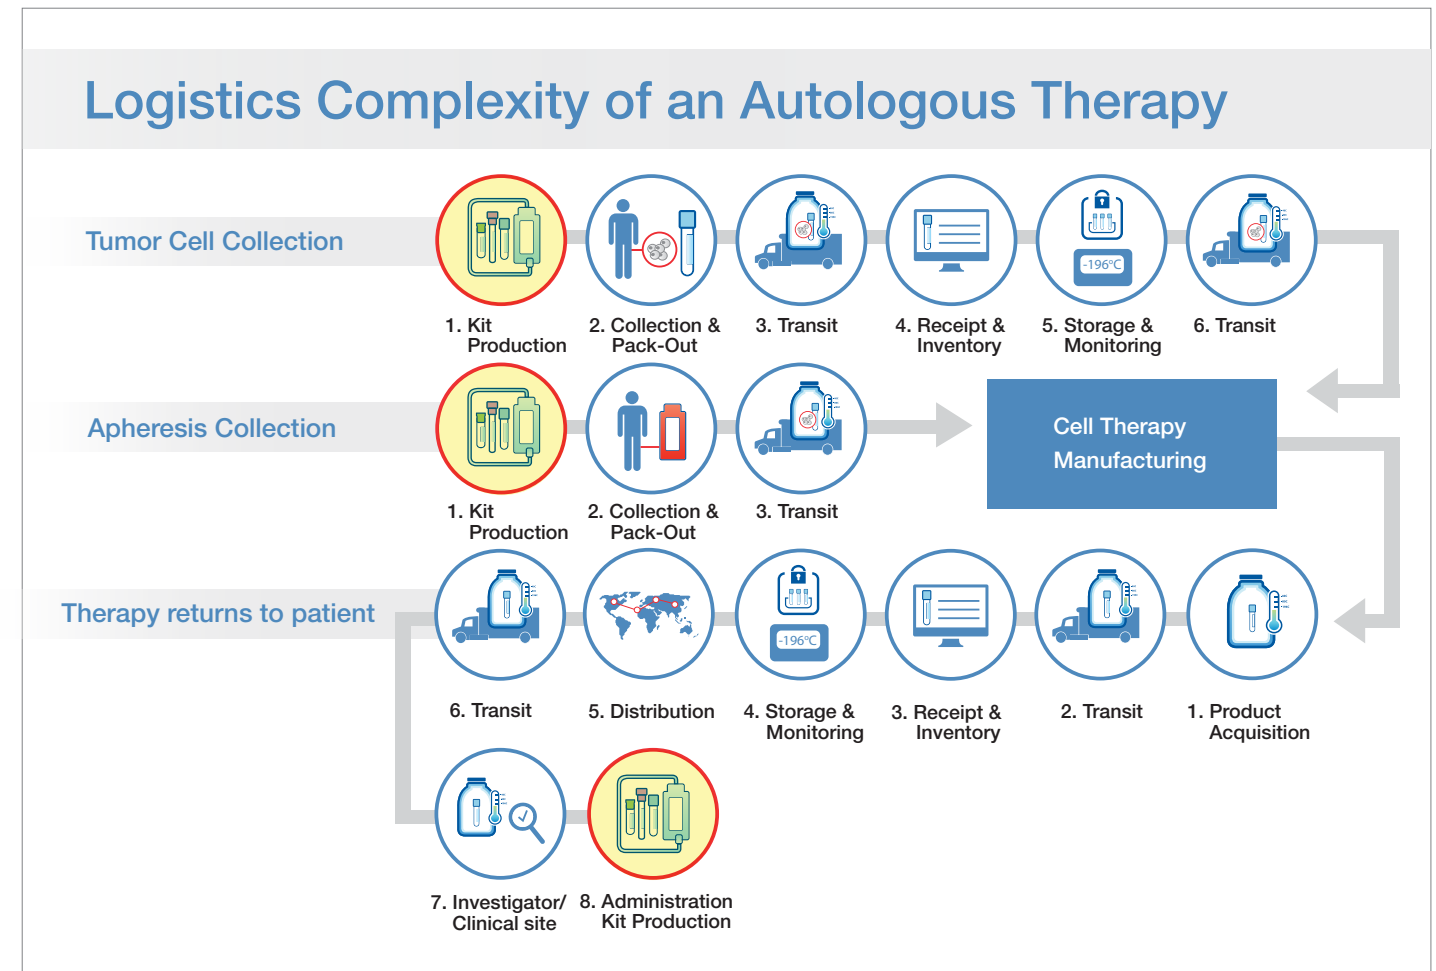 Logistics Complexity of an Autologous Therapy
Tumor Cell Collection
-196°C
1. Kit
Production
2. Collection &
Pack-Out
3. Transit
4. Receipt &
Inventory
5. Storage &
Monitoring
6. Transit
Apheresis Collection
Cell Therapy
Manufacturing
1. Kit
Production
2. Collection &
Pack-Out
3. Transit
Therapy returns to patient
-196°C
6. Transit
5. Distribution
4. Storage &
Monitoring
3. Receipt &
Inventory
2. Transit
1. Product
Acquisition
7. Investigator/
Clinical site
8. Administration
Kit Production